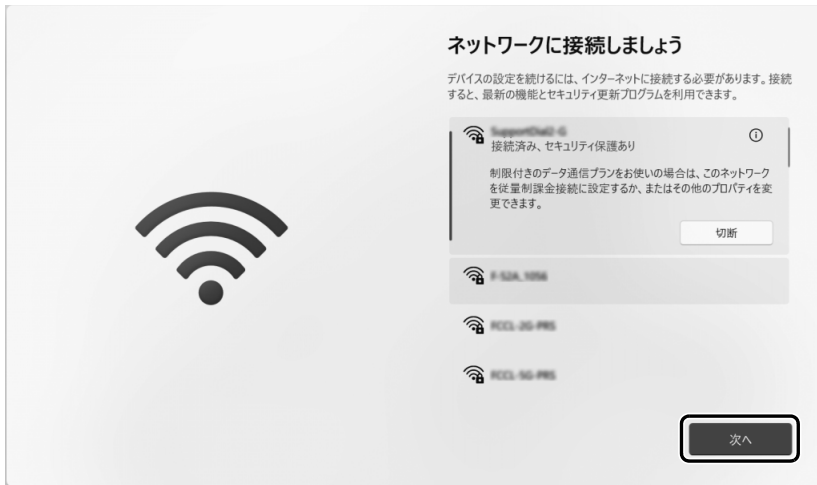 ネットワークに接続しましょう
デバイスの設定を続けるには、インターネットに接続する必要があります。接続
すると、最新の機能とセキュリティ更新プログラムを利用できます。
接続済み、セキュリティ保護あり
制限付きのデータ通信プランをお使いの場合は、このネットワーク
を従量制課金接続に設定するか、またはその他のプロパティを変
更できます。
切断
次へ